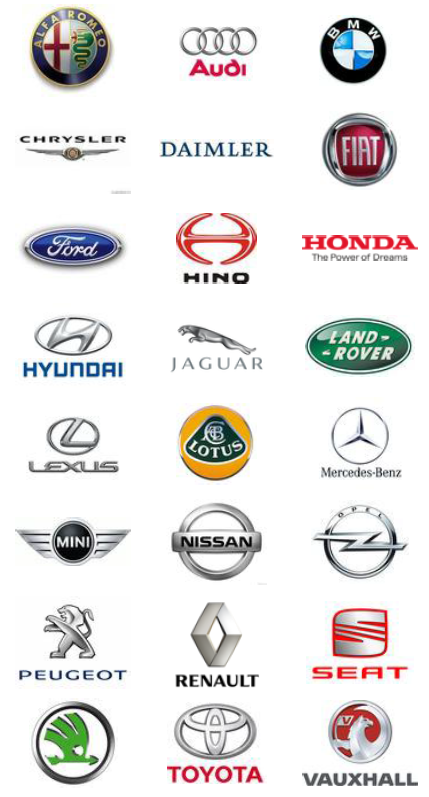 ALFA ROMEO
Audi
BMW
CHRYSLER
DAIMLER
FIAT
Ford
HINO
HONDA
The Power of Dreams
HYUNDAI
JAGUAR
LAND-
-ROVER
LEXUS
LOTUS
Mercedes-Benz
MINI
NISSAN
OPEL
PEUGEOT
RENAULT
SEAT
TOYOTA
V
VAUXHALL